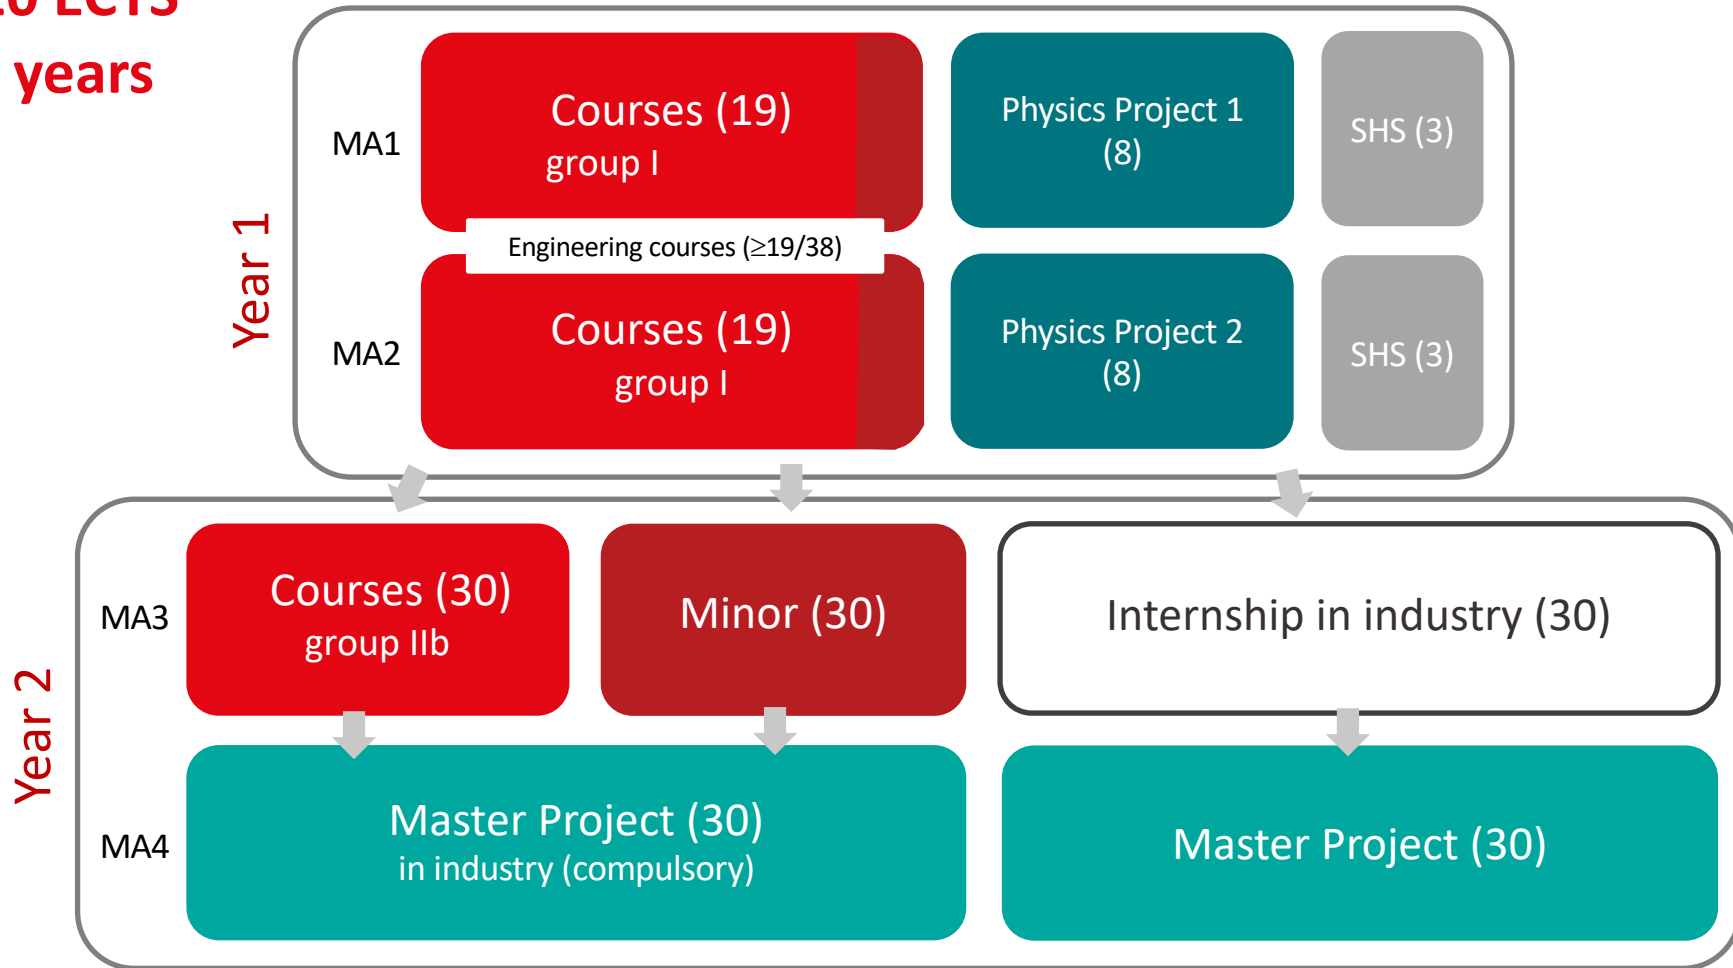 ECTS
years
Year 1
MA1
Courses (19)
group I
Physics Project 1
(8)
SHS (3)
Engineering courses (≥19/38)
MA2
Courses (19)
group I
Physics Project 2
(8)
SHS (3)
Year 2
MA3
Courses (30)
group IIb
Minor (30)
Internship in industry (30)
MA4
Master Project (30)
in industry (compulsory)
Master Project (30)